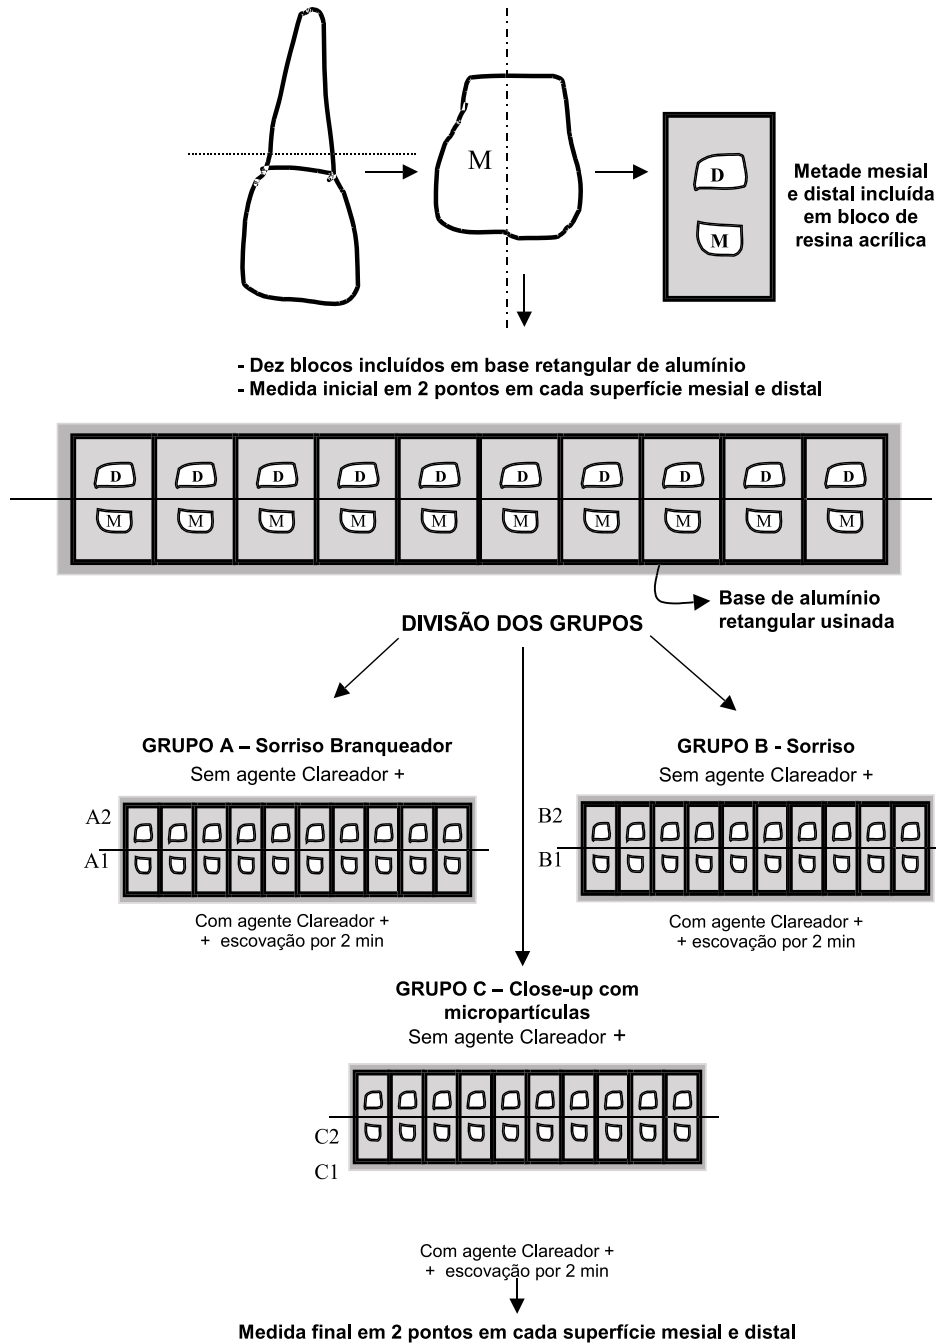 M
D
M
Metade mesial
e distal incluída
em bloco de
resina acrílica
- Dez blocos incluídos em base retangular de alumínio
- Medida inicial em 2 pontos em cada superfície mesial e distal
D D D D D D D D D D
M M M M M M M M M M
Base de alumínio
retangular usinada
DIVISÃO DOS GRUPOS
GRUPO A – Sorriso Branqueador
Sem agente Clareador +
A2
A1
Com agente Clareador +
+ escovação por 2 min
GRUPO B - Sorriso
Sem agente Clareador +
B2
B1
Com agente Clareador +
+ escovação por 2 min
GRUPO C – Close-up com
micropartículas
Sem agente Clareador +
C2
C1
Com agente Clareador +
+ escovação por 2 min
Medida final em 2 pontos em cada superfície mesial e distal